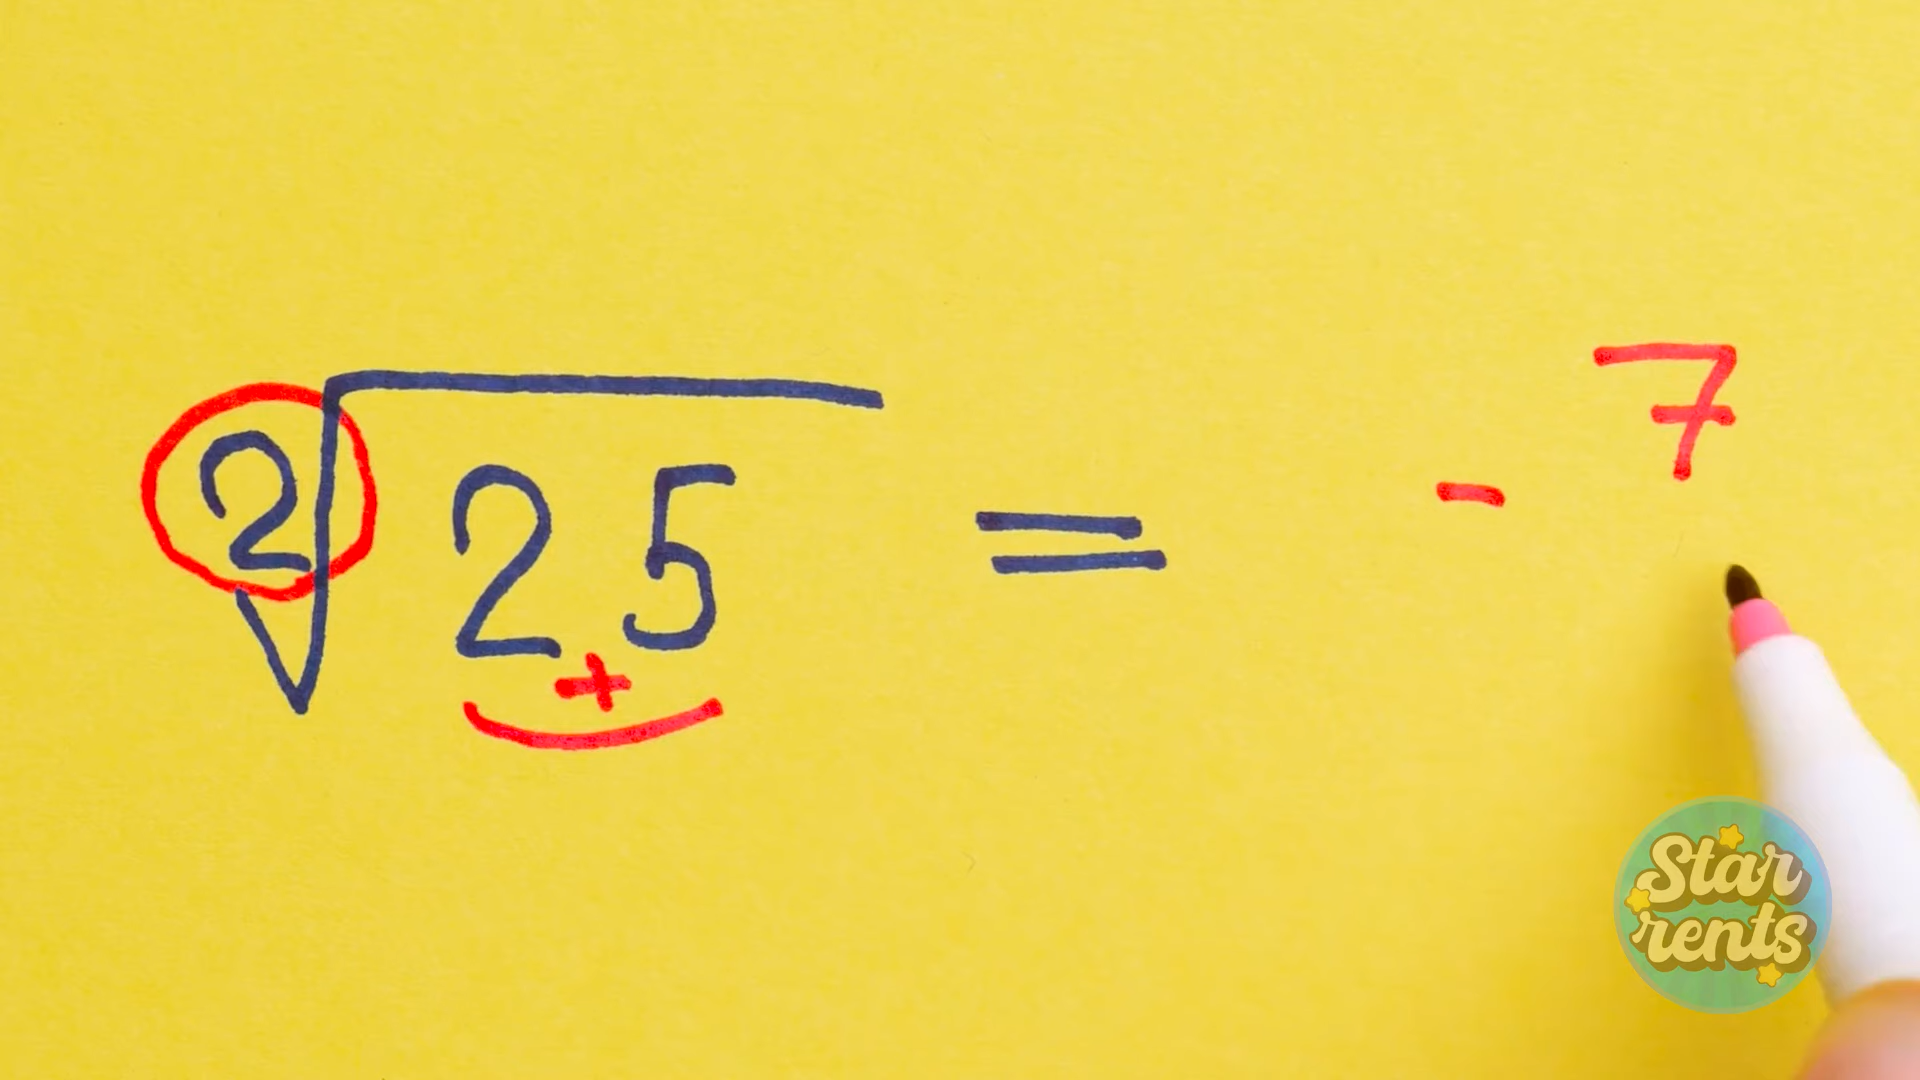 ²√25 = - 7
+
Star
rents